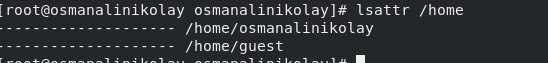 [root@osmanalinikolay osmanalinikolay]# lsattr /home
-------------------- /home/osmanalinikolay
-------------------- /home/guest
[root@osmanalinikolay osmanalinikolay]#